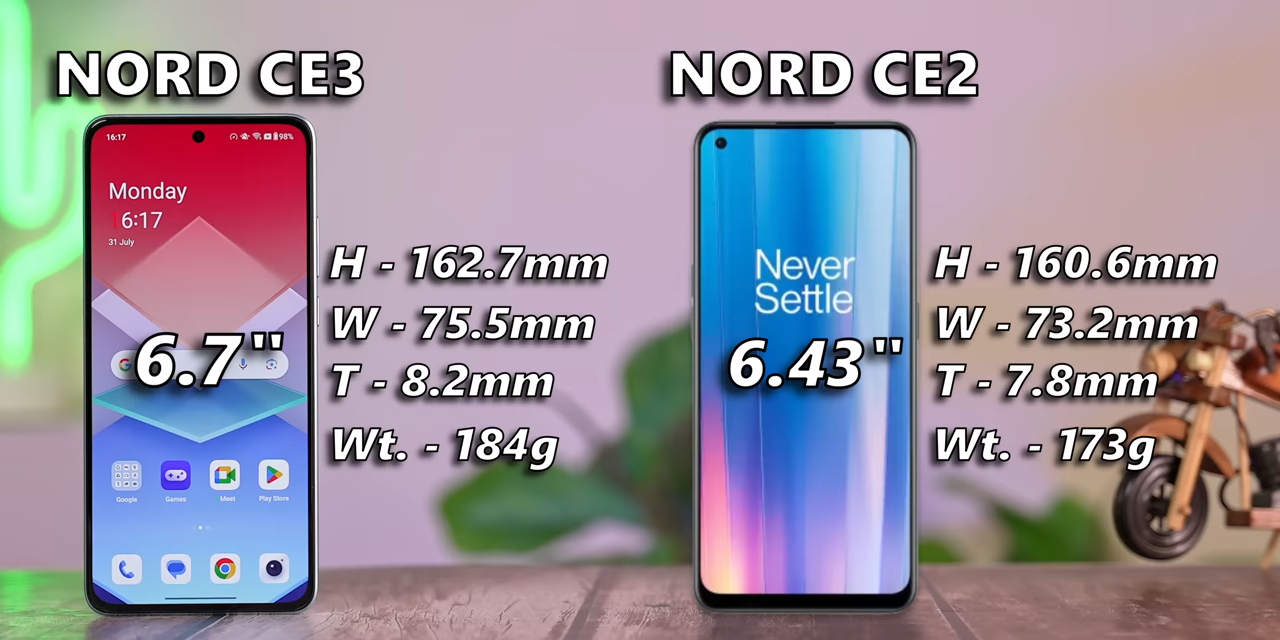 NORD CE3
16:17
98%
Monday
16:17
31 July
6.7"
Google
Games
Meet
Play Store
H - 162.7mm
W - 75.5mm
T - 8.2mm
Wt. - 184g
NORD CE2
Never
Settle
6.43"
H - 160.6mm
W - 73.2mm
T - 7.8mm
Wt. - 173g